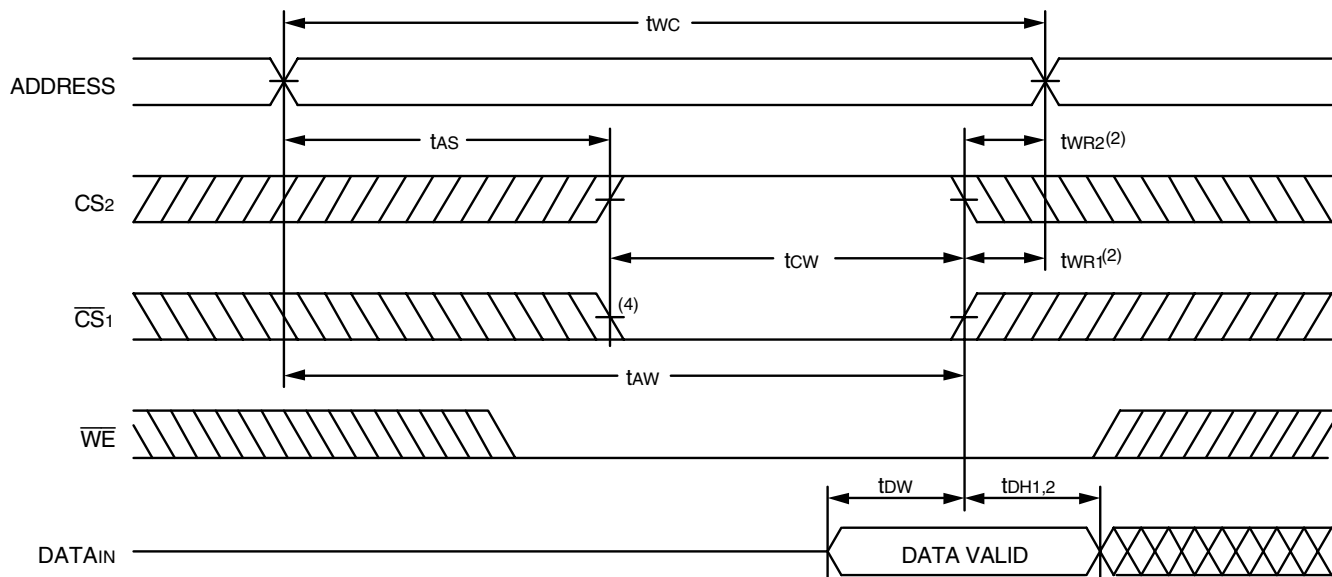 tWC
ADDRESS
tAS
tWR2(2)
CS2
tCW
tWR1(2)
CS1
(4)
tAW
WE
tDW
tDH1,2
DATAIN
DATA VALID